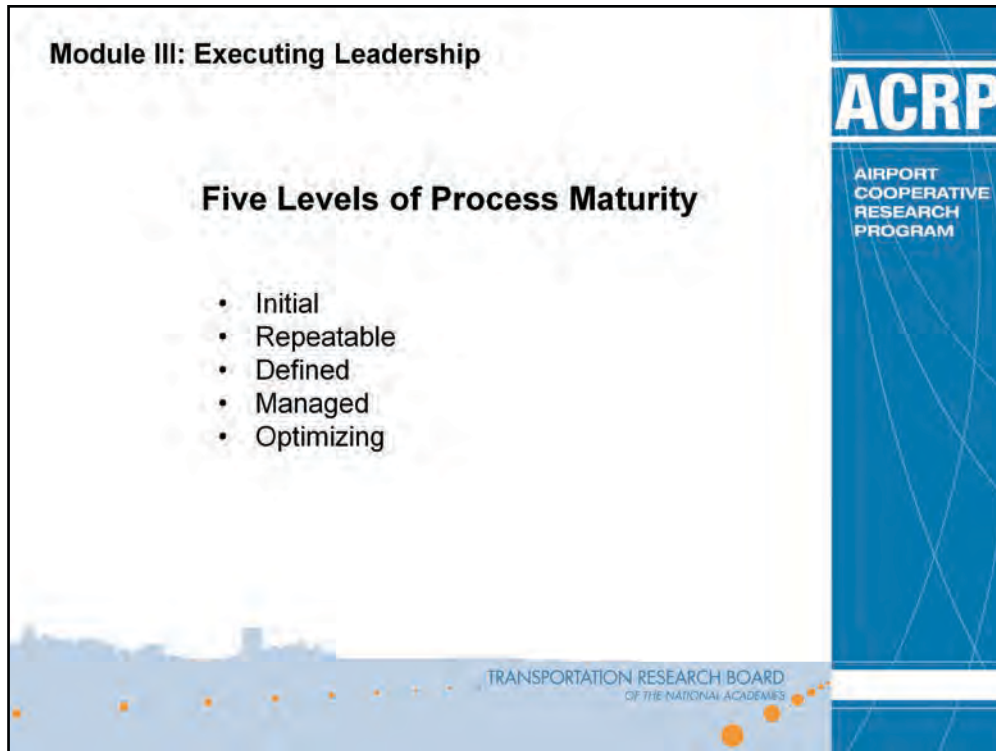 Module III: Executing Leadership
Five Levels of Process Maturity
• Initial
• Repeatable
• Defined
• Managed
• Optimizing
ACRP
AIRPORT
COOPERATIVE
RESEARCH
PROGRAM
TRANSPORTATION RESEARCH BOARD
OF THE NATIONAL ACADEMIES